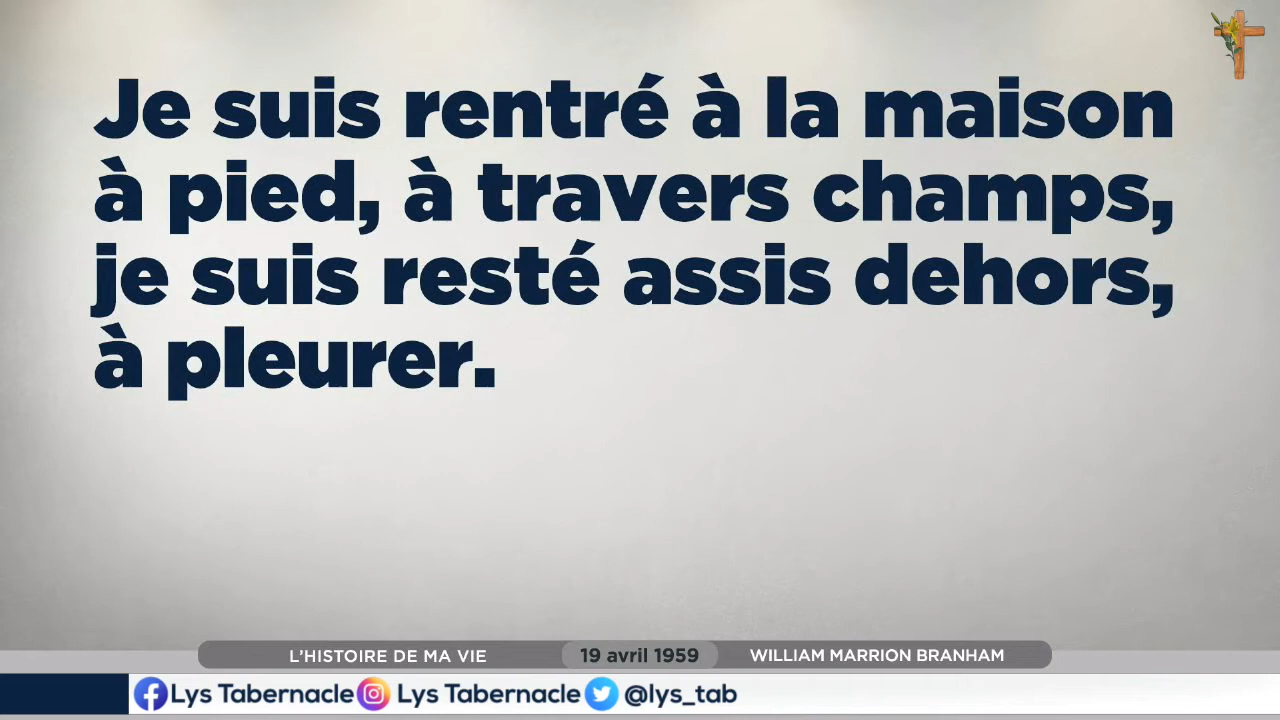 Je suis rentré à la maison
à pied, à travers champs,
je suis resté assis dehors,
à pleurer.
L'HISTOIRE DE MA VIE 19 avril 1959 WILLIAM MARRION BRANHAM
Lys Tabernacle Lys Tabernacle @lys_tab